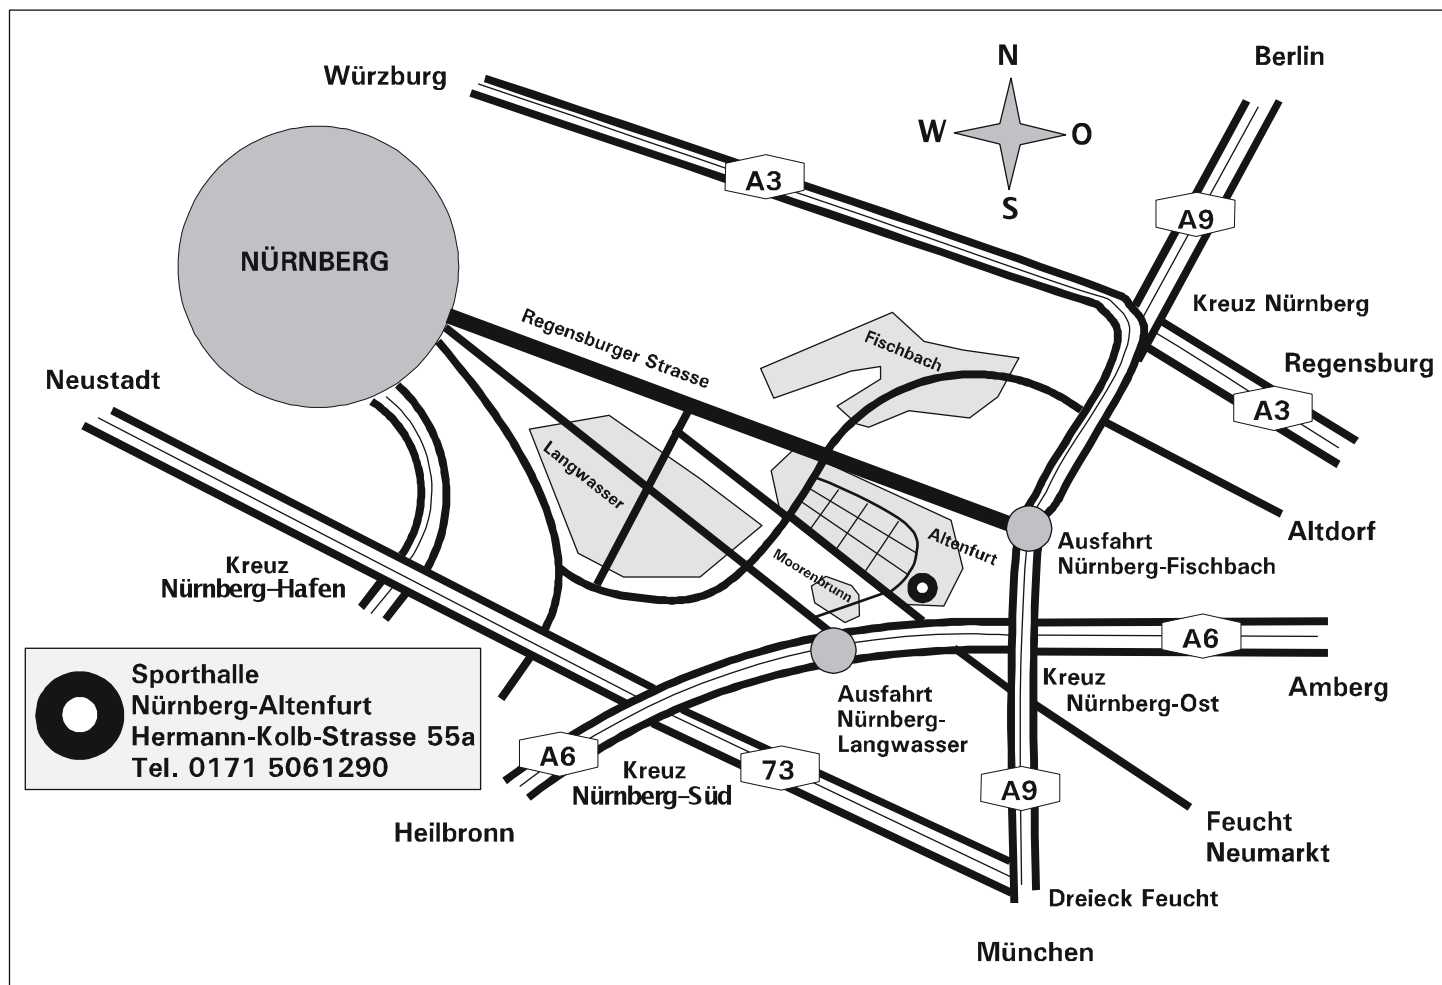 N
Berlin
Würzburg
W
O
A3
S
A9
NÜRNBERG
Kreuz Nürnberg
Regensburger Strasse
Fischbach
Regensburg
Neustadt
A3
Langwasser
Altenfurt
Altdorf
Ausfahrt
Nürnberg-Fischbach
Moorenbrunn
Kreuz
Nürnberg-Hafen
A6
Sporthalle
Nürnberg-Altenfurt
Hermann-Kolb-Strasse 55a
Tel. 0171 5061290
Kreuz
Nürnberg-Ost
Amberg
Ausfahrt
Nürnberg-
Langwasser
A6
Kreuz
Nürnberg-Süd
73
A9
Heilbronn
Feucht
Neumarkt
Dreieck Feucht
München